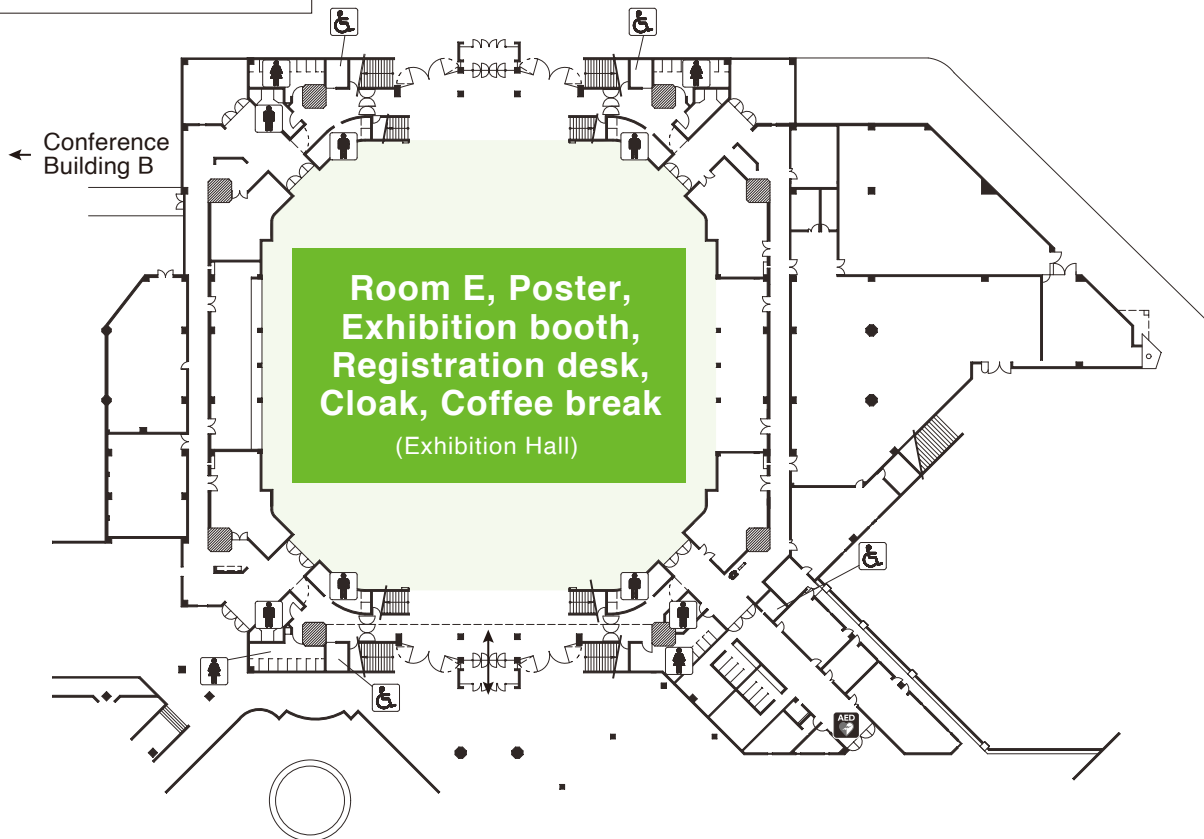 Conference
Building B
Room E, Poster,
Exhibition booth,
Registration desk,
Cloak, Coffee break
(Exhibition Hall)
AED